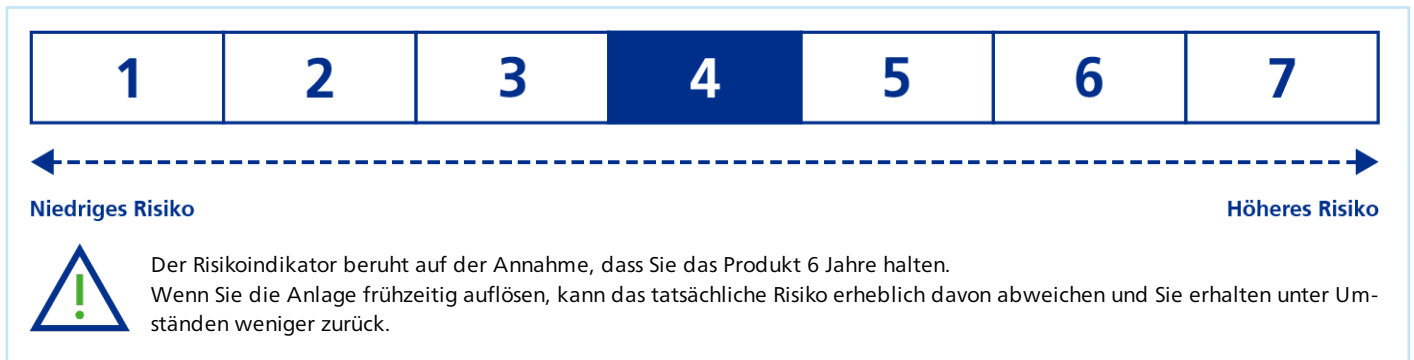 1 2 3 4 5 6 7
Niedriges Risiko Höheres Risiko
Der Risikoindikator beruht auf der Annahme, dass Sie das Produkt 6 Jahre halten.
Wenn Sie die Anlage frühzeitig auflösen, kann das tatsächliche Risiko erheblich davon abweichen und Sie erhalten unter Um-
ständen weniger zurück.